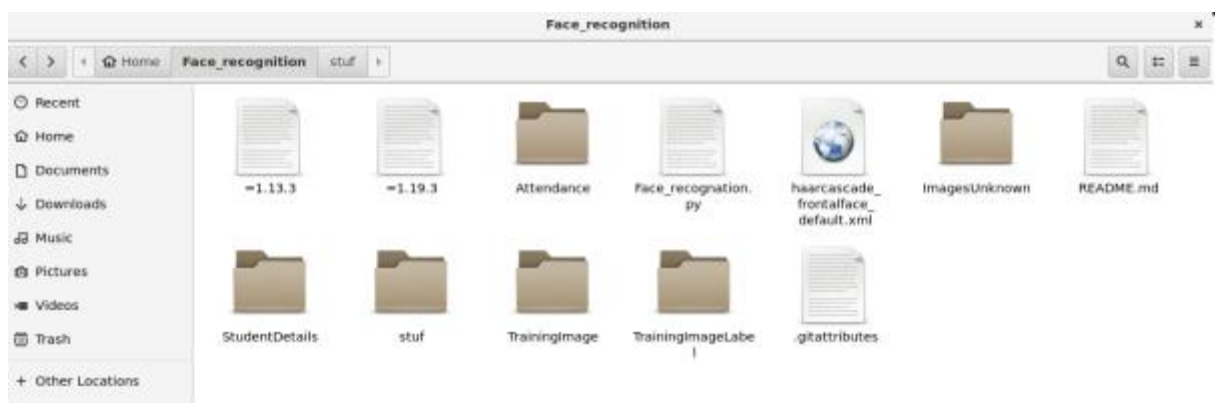 Face_recognition
Home Face_recognition stuf
Recent
Home
Documents
Downloads
Music
Pictures
Videos
Trash
+ Other Locations
=1.13.3 =1.19.3 Attendance Face_recognation. haarcascade_ ImagesUnknown README.md
py frontalface_
default.xml
StudentDetails stuf TrainingImage TrainingImageLabe .gitattributes
l